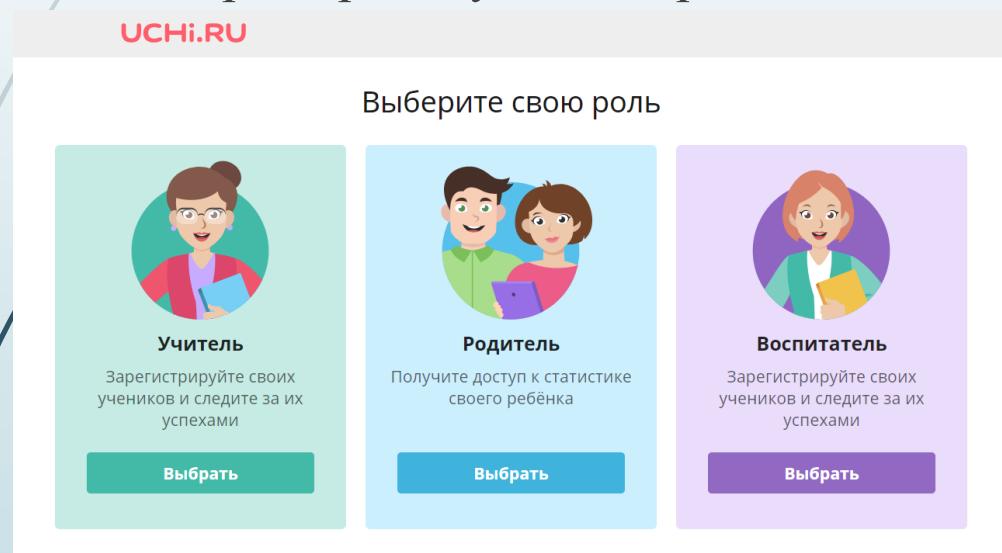 UCHi.RU
Выберите свою роль
Учитель
Зарегистрируйте своих
учеников и следите за их
успехами
Выбрать
Родитель
Получите доступ к статистике
своего ребёнка
Выбрать
Воспитатель
Зарегистрируйте своих
учеников и следите за их
успехами
Выбрать